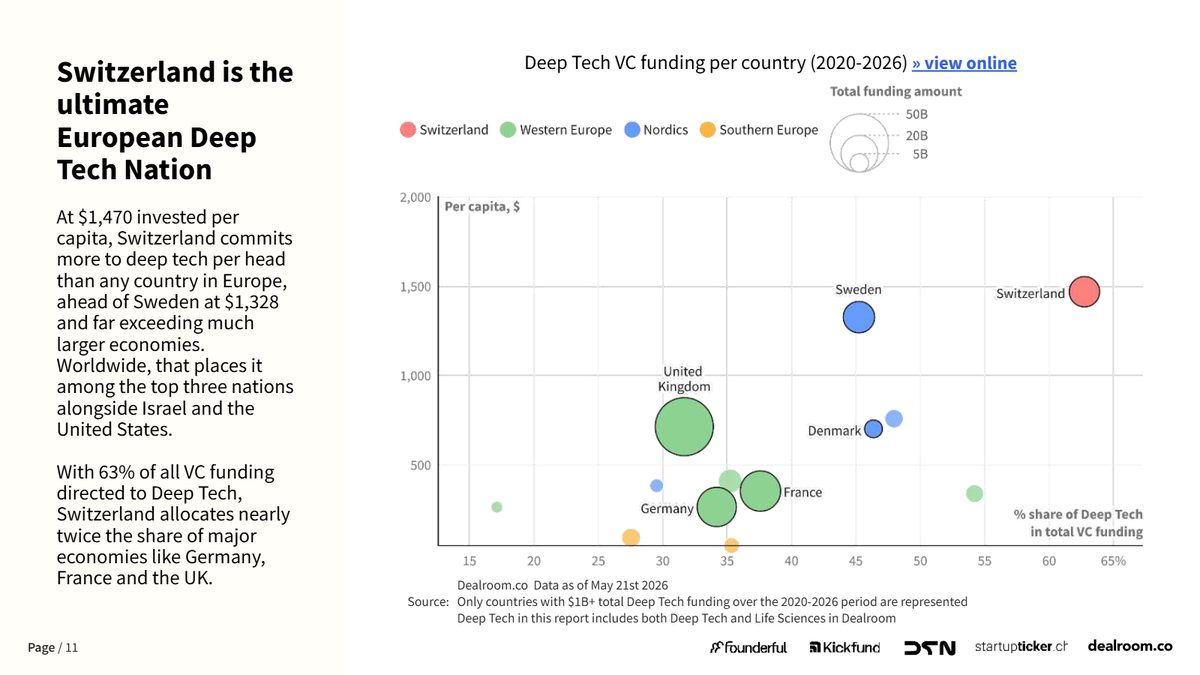 Switzerland is the
ultimate
European Deep
Tech Nation
At $1,470 invested per
capita, Switzerland commits
more to deep tech per head
than any country in Europe,
ahead of Sweden at $1,328
and far exceeding much
larger economies.
Worldwide, that places it
among the top three nations
alongside Israel and the
United States.
With 63% of all VC funding
directed to Deep Tech,
Switzerland allocates nearly
twice the share of major
economies like Germany,
France and the UK.
Page / 11
Deep Tech VC funding per country (2020-2026) » view online
Total funding amount
50B
20B
5B
Switzerland Western Europe Nordics Southern Europe
2,000
Per capita, $
1,500
1,000
500
Sweden
Switzerland
United
Kingdom
Denmark
France
Germany
% share of Deep Tech
in total VC funding
15 20 25 30 35 40 45 50 55 60 65%
Dealroom.co Data as of May 21st 2026
Source: Only countries with $1B+ total Deep Tech funding over the 2020-2026 period are represented
Deep Tech in this report includes both Deep Tech and Life Sciences in Dealroom
founderful Kickfund DTN startupticker.ch dealroom.co